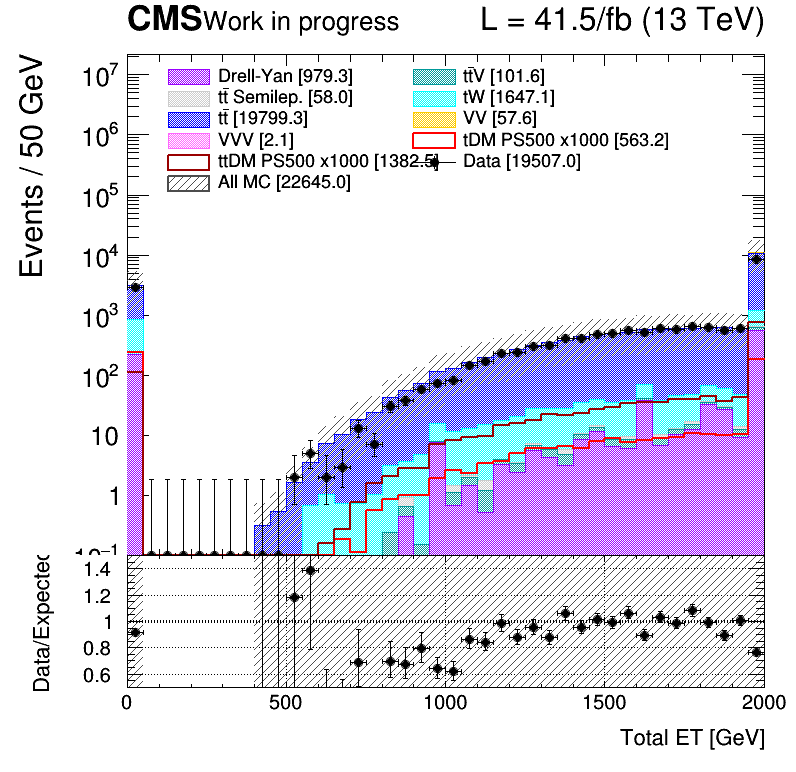 CMS Work in progress L = 41.5/fb (13 TeV)
Events / 50 GeV
10⁷
10⁶
10⁵
10⁴
10³
10²
10
1
10⁻¹
Drell-Yan [979.3] tt̄V [101.6]
tt̄ Semilep. [58.0] tW [1647.1]
tt̄ [19799.3] VV [57.6]
VVV [2.1] tDM PS500 x1000 [563.2]
ttDM PS500 x1000 [1382.5] Data [19507.0]
All MC [22645.0]
Data/Expected
1.4
1.2
1
0.8
0.6
0 500 1000 1500 2000
Total ET [GeV]